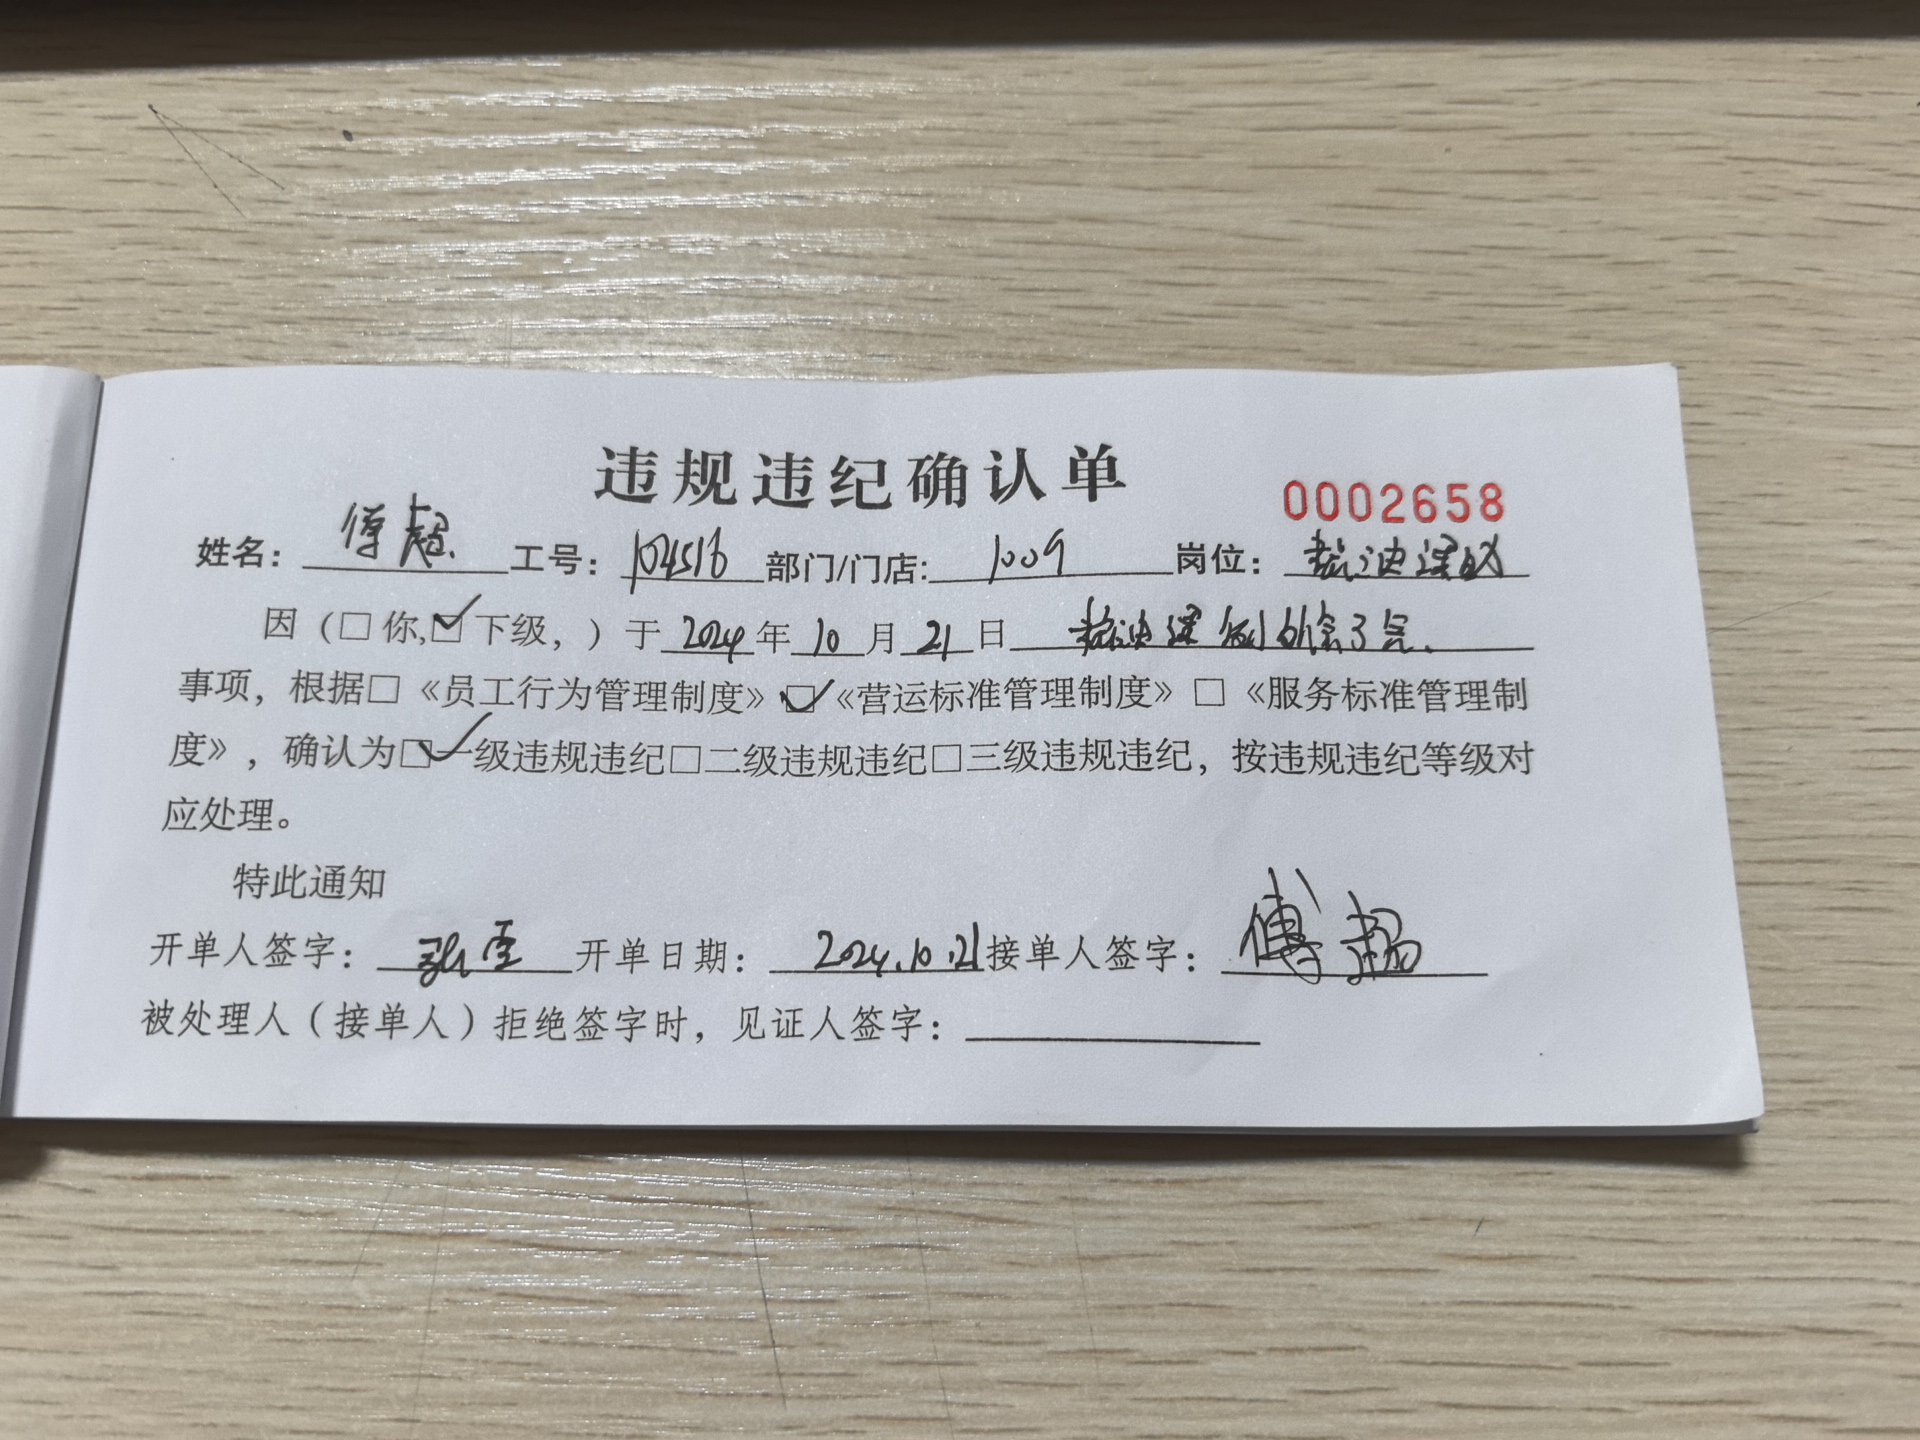 违规违纪确认单
0002658
姓名：傅超 工号：104516 部门/门店：1009 岗位：
因（□你，☑下级，）于2024年10月21日
事项，根据□《员工行为管理制度》☑《营运标准管理制度》□《服务标准管理制
度》，确认为☑一级违规违纪□二级违规违纪□三级违规违纪，按违规违纪等级对
应处理。
特此通知
开单人签字： 开单日期：2024.10.21 接单人签字：傅超
被处理人（接单人）拒绝签字时，见证人签字：